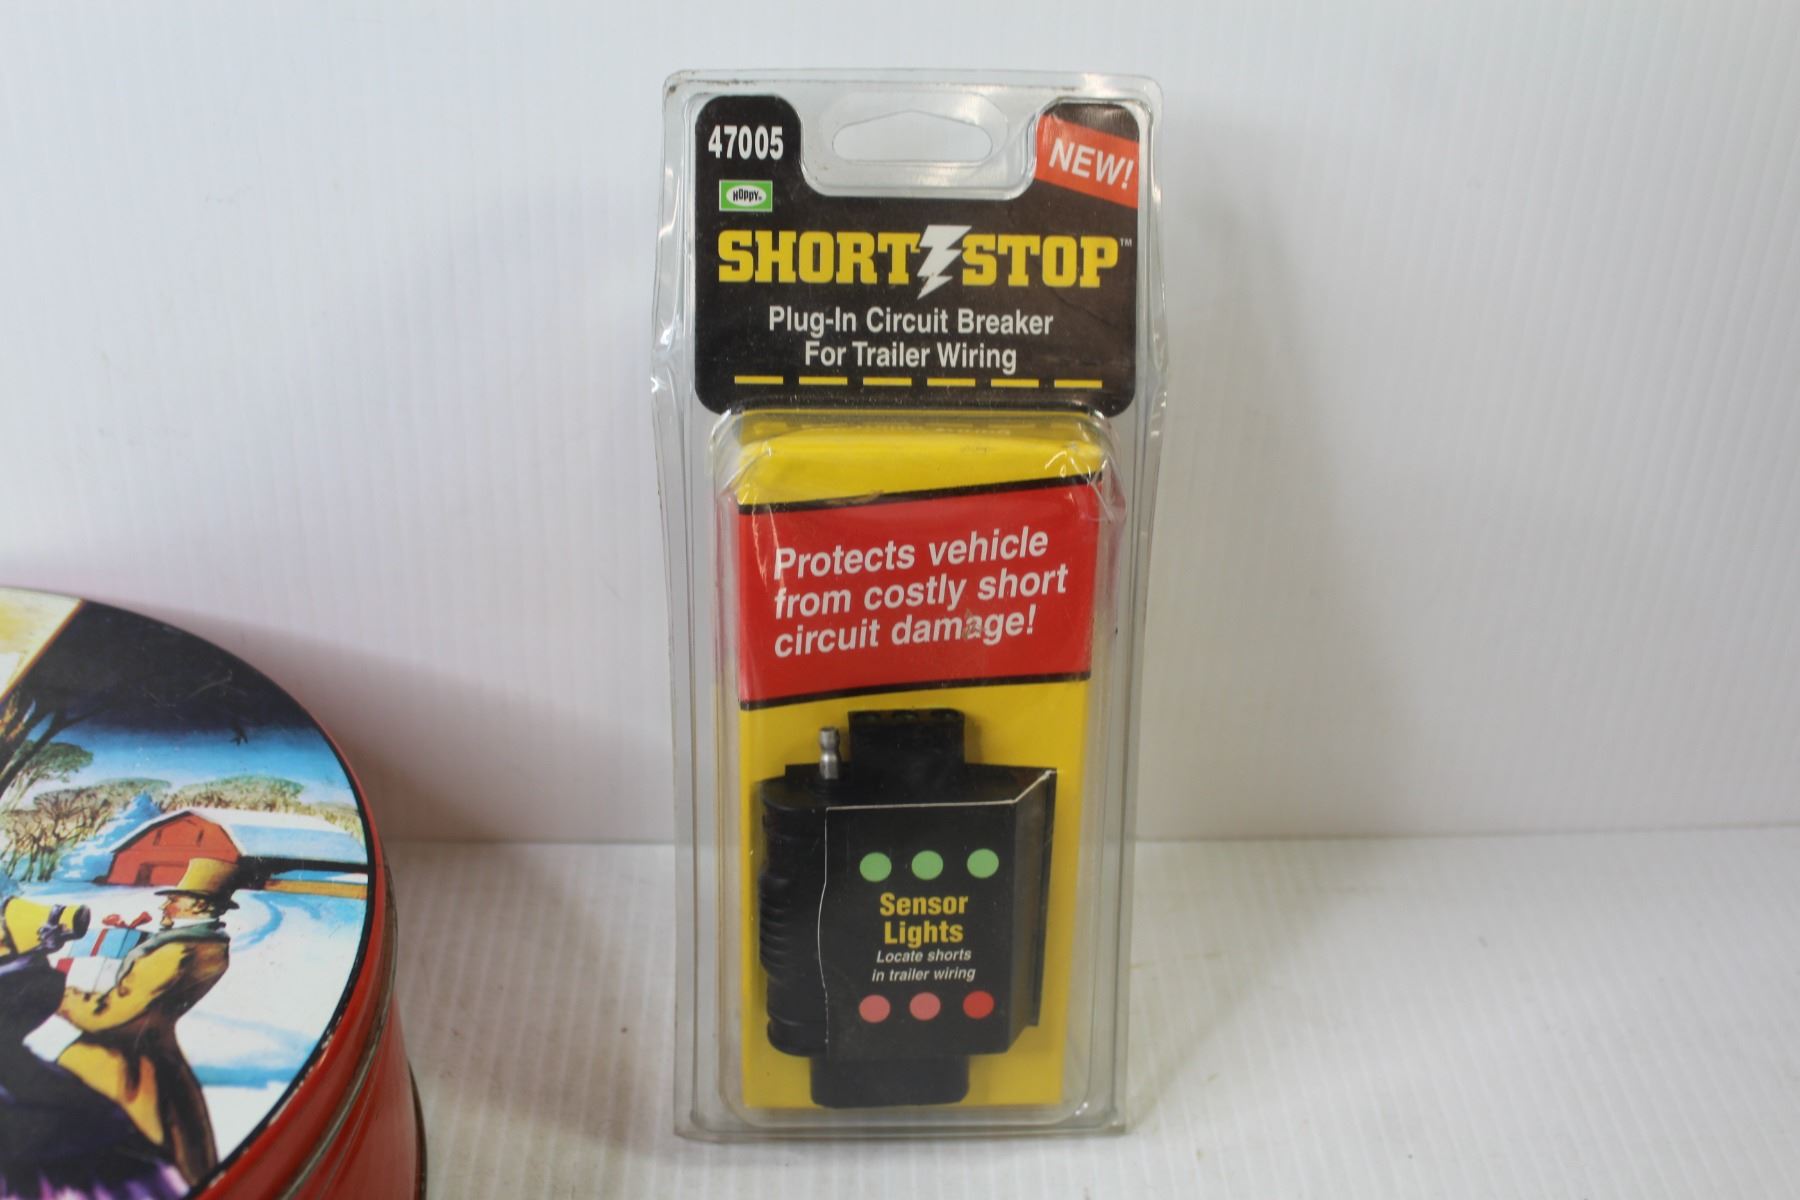 47005
NEW!
HOPPY®
SHORT STOP™
Plug-In Circuit Breaker
For Trailer Wiring
Protects vehicle
from costly short
circuit damage!
Sensor
Lights
Locate shorts
in trailer wiring